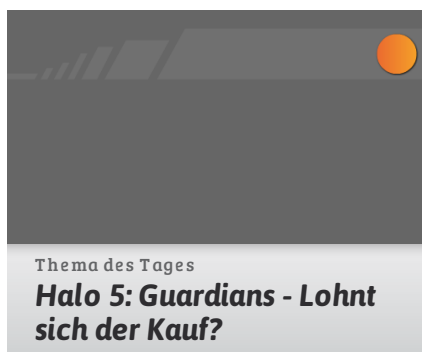 Thema des Tages
Halo 5: Guardians - Lohnt
sich der Kauf?